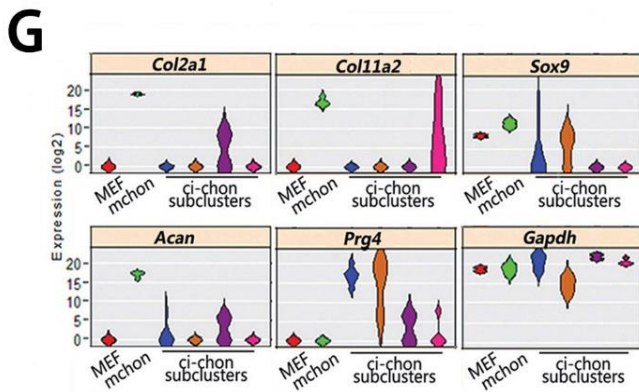 G
Col2a1 Col11a2 Sox9
20
15
10
5
0
MEF mchon ci-chon subclusters MEF mchon ci-chon subclusters MEF mchon ci-chon subclusters
Expression (log2)
Acan Prg4 Gapdh
20
15
10
5
0
MEF mchon ci-chon subclusters MEF mchon ci-chon subclusters MEF mchon ci-chon subclusters